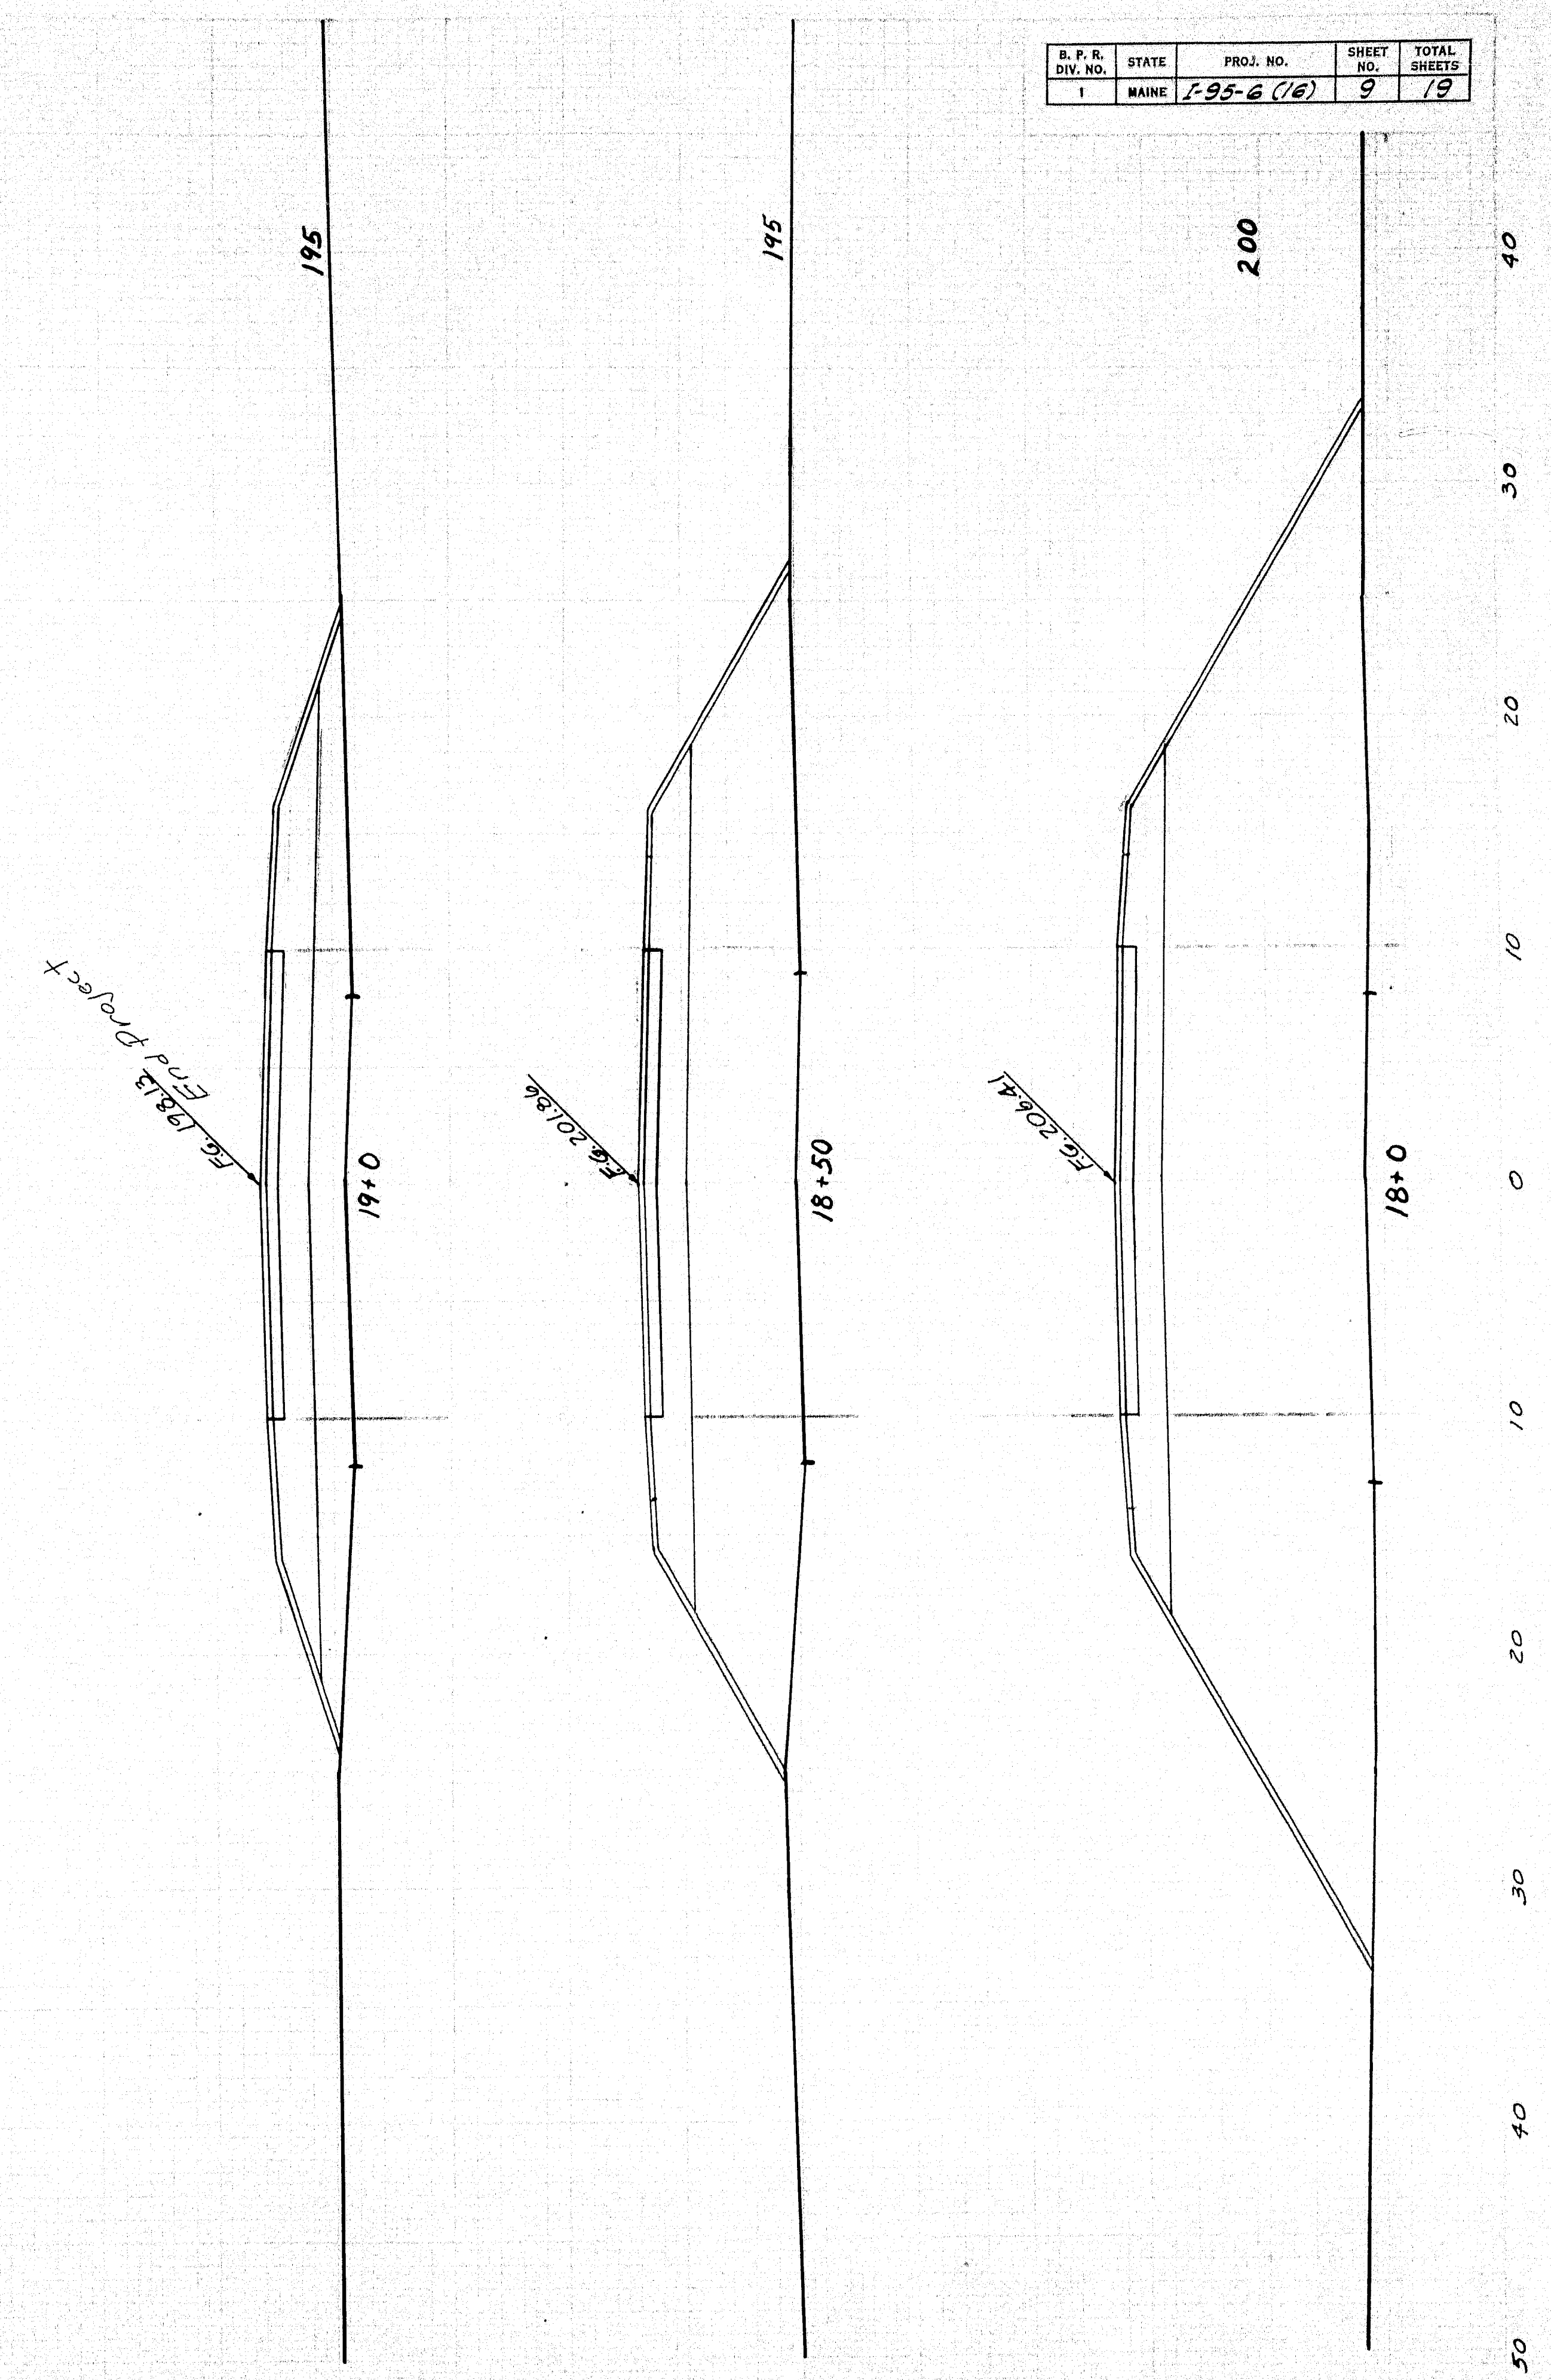 B. P. R. DIV. NO. STATE PROJ. NO. SHEET NO. TOTAL SHEETS
1 MAINE I-95-6 (16) 9 19
195
195
200
End Project
F.G. 198.13
19+0
F.G. 201.86
18+50
F.G. 206.41
18+0
40
30
20
10
0
10
20
30
40
50